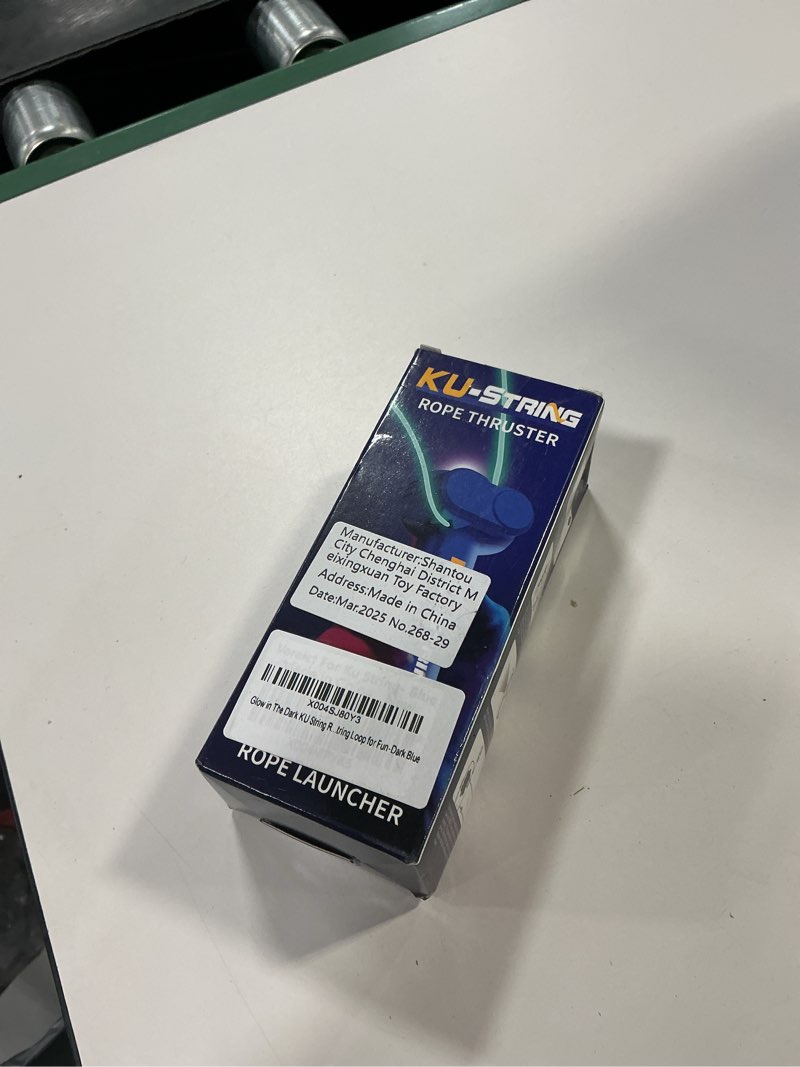 KU-STRING
ROPE THRUSTER
Manufacturer:Shantou
City Chenghai District M
eixingxuan Toy Factory
Address:Made in China
Date:Mar.2025 No.268-29
X004SJ80Y3
Glow in The Dark KU String R...tring Loop for Fun-Dark Blue
ROPE LAUNCHER